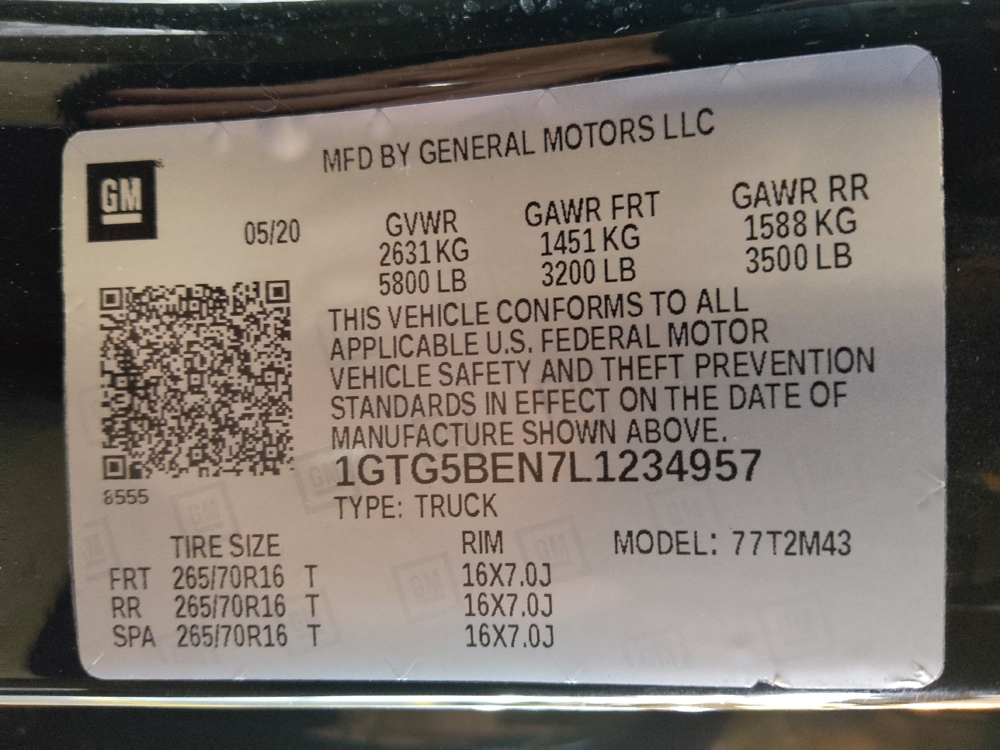 MFD BY GENERAL MOTORS LLC
GM
05/20
GVWR
2631 KG
5800 LB
GAWR FRT
1451 KG
3200 LB
GAWR RR
1588 KG
3500 LB
THIS VEHICLE CONFORMS TO ALL
APPLICABLE U.S. FEDERAL MOTOR
VEHICLE SAFETY AND THEFT PREVENTION
STANDARDS IN EFFECT ON THE DATE OF
MANUFACTURE SHOWN ABOVE.
1GTG5BEN7L1234957
8555
TYPE: TRUCK
TIRE SIZE RIM MODEL: 77T2M43
FRT 265/70R16 T 16X7.0J
RR 265/70R16 T 16X7.0J
SPA 265/70R16 T 16X7.0J